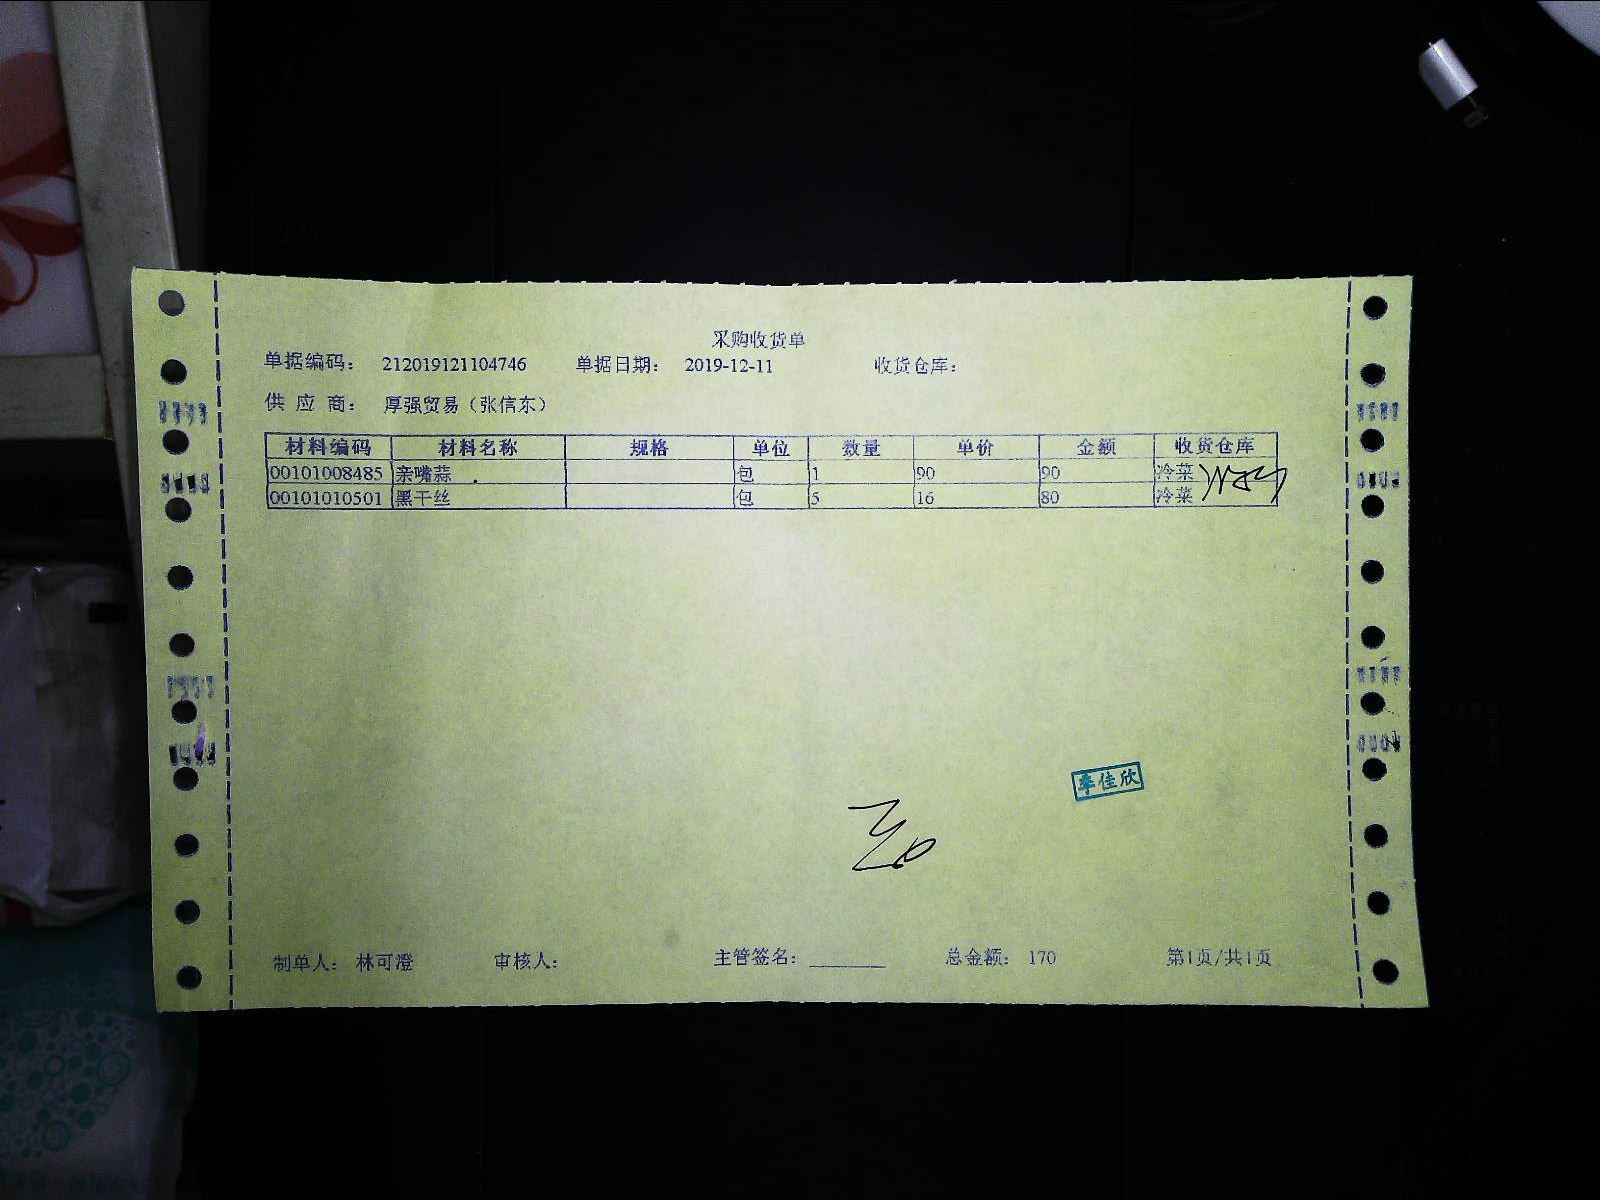 采购收货单
单据编码： 212019121104746 单据日期： 2019-12-11 收货仓库：
供 应 商： 厚强贸易（张信东）
材料编码 材料名称 规格 单位 数量 单价 金额 收货仓库
00101008485 亲嘴蒜 包 1 90 90 冷菜
00101010501 黑干丝 包 5 16 80 冷菜
李佳欣
制单人： 林可澄 审核人： 主管签名：________ 总金额： 170 第1页/共1页